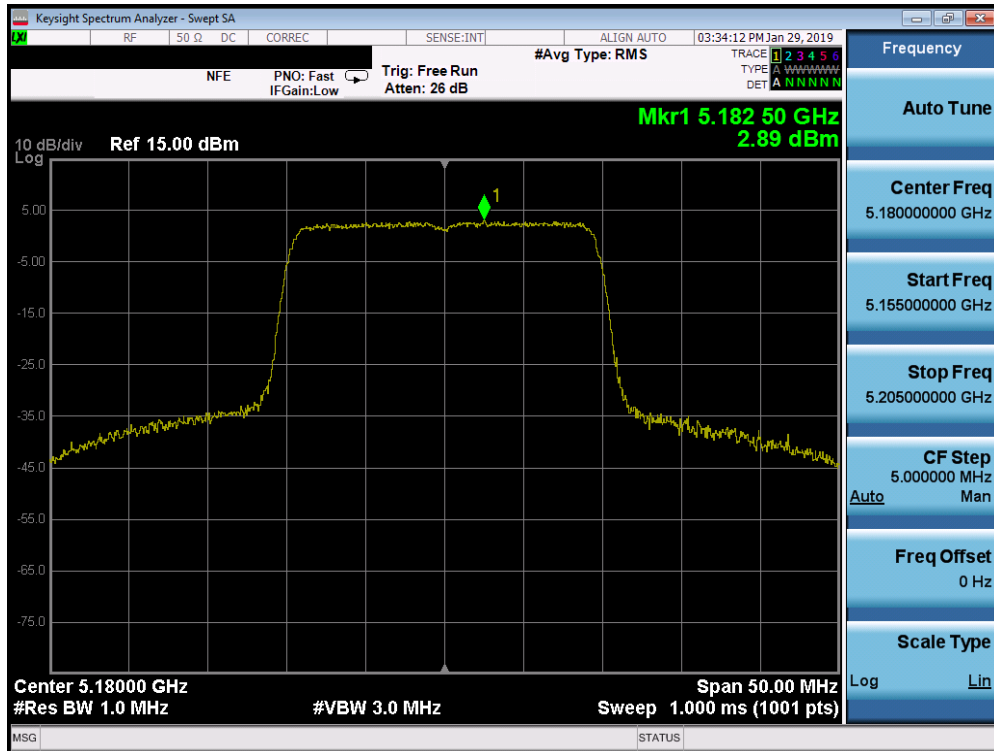 Keysight Spectrum Analyzer - Swept SA
LXI RF 50 Ω DC CORREC SENSE:INT ALIGN AUTO 03:34:12 PM Jan 29, 2019
#Avg Type: RMS
TRACE 1 2 3 4 5 6
TYPE A W W W W W
DET A N N N N N
NFE PNO: Fast Trig: Free Run
IFGain:Low Atten: 26 dB
Mkr1 5.182 50 GHz
2.89 dBm
10 dB/div Ref 15.00 dBm
Log
1
5.00
-5.00
-15.0
-25.0
-35.0
-45.0
-55.0
-65.0
-75.0
Center 5.18000 GHz Span 50.00 MHz
#Res BW 1.0 MHz #VBW 3.0 MHz Sweep 1.000 ms (1001 pts)
MSG STATUS
Frequency
Auto Tune
Center Freq
5.180000000 GHz
Start Freq
5.155000000 GHz
Stop Freq
5.205000000 GHz
CF Step
5.000000 MHz
Auto Man
Freq Offset
0 Hz
Scale Type
Log Lin